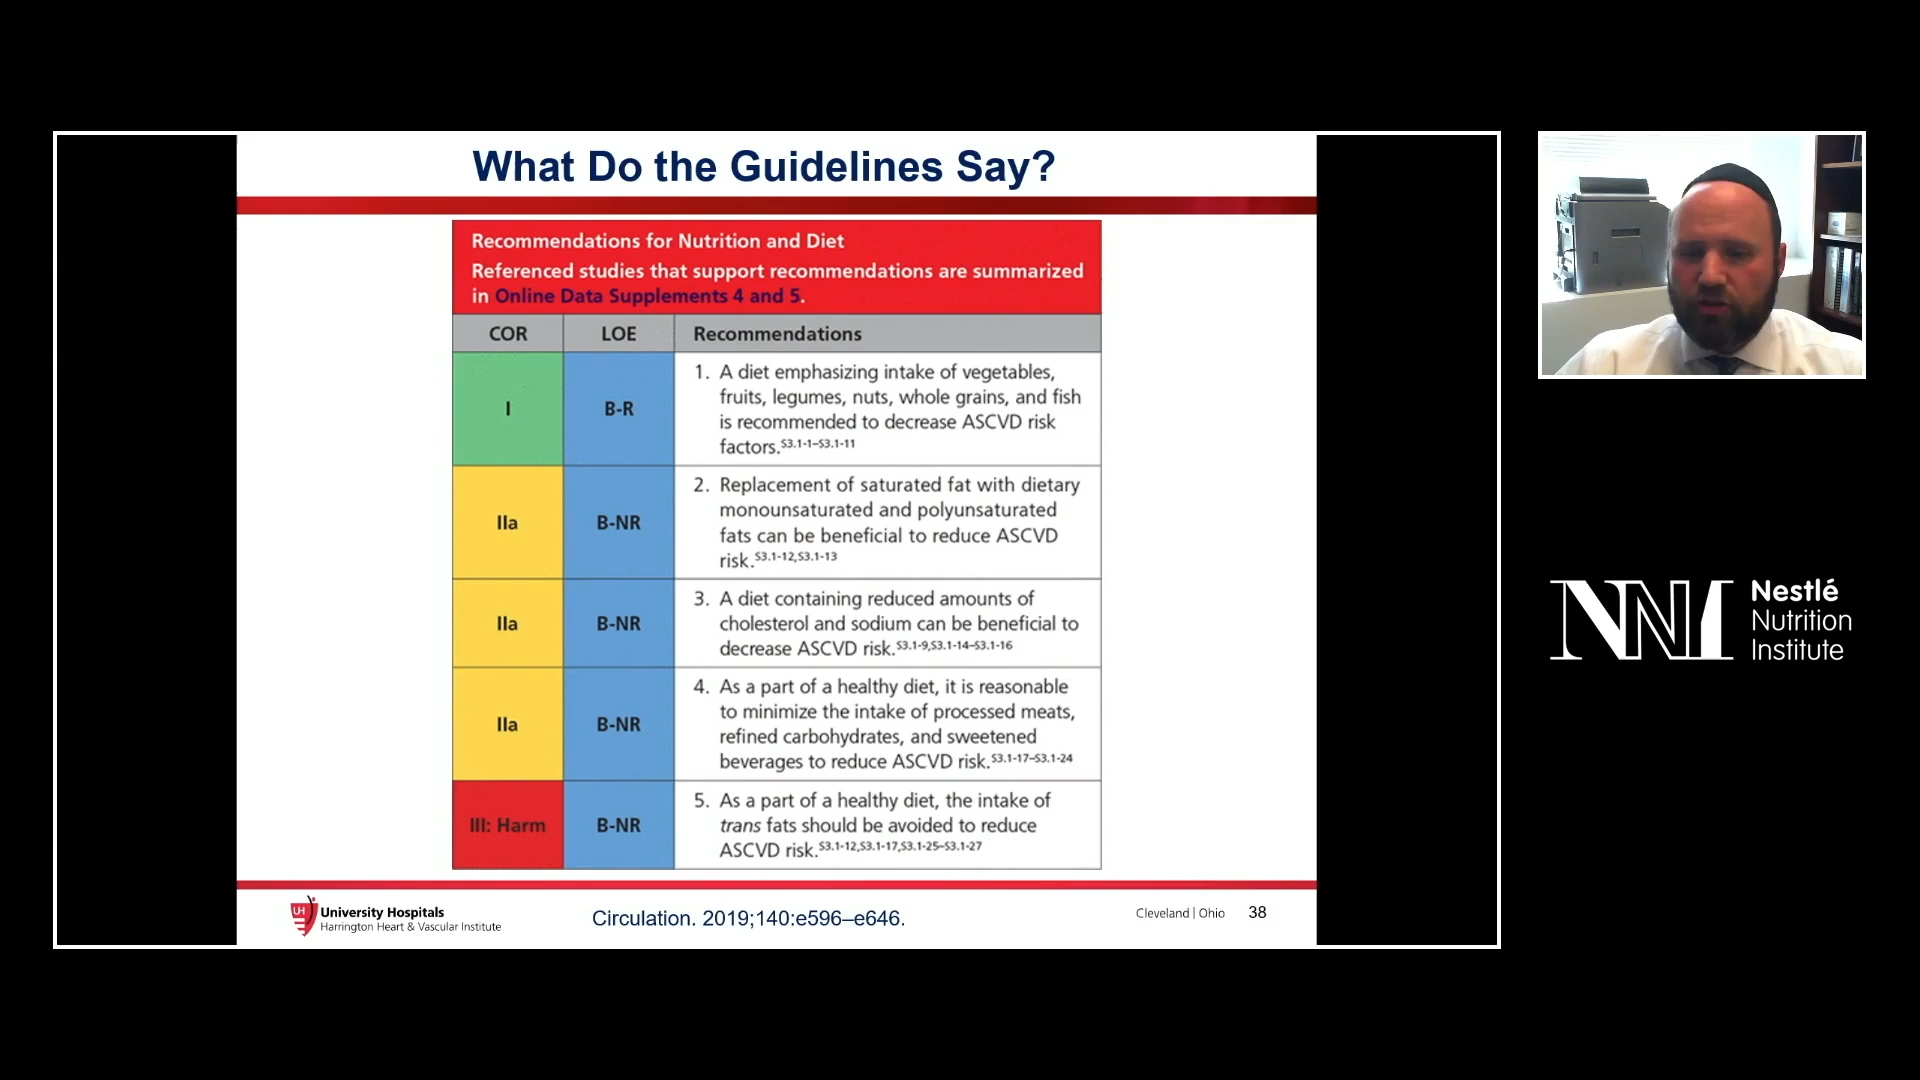 What Do the Guidelines Say?
Recommendations for Nutrition and Diet
Referenced studies that support recommendations are summarized
in Online Data Supplements 4 and 5.
COR LOE Recommendations
I B-R
1. A diet emphasizing intake of vegetables,
fruits, legumes, nuts, whole grains, and fish
is recommended to decrease ASCVD risk
factors.S3.1-1–S3.1-11
IIa B-NR
2. Replacement of saturated fat with dietary
monounsaturated and polyunsaturated
fats can be beneficial to reduce ASCVD
risk.S3.1-12,S3.1-13
IIa B-NR
3. A diet containing reduced amounts of
cholesterol and sodium can be beneficial to
decrease ASCVD risk.S3.1-9,S3.1-14–S3.1-16
IIa B-NR
4. As a part of a healthy diet, it is reasonable
to minimize the intake of processed meats,
refined carbohydrates, and sweetened
beverages to reduce ASCVD risk.S3.1-17–S3.1-24
III: Harm B-NR
5. As a part of a healthy diet, the intake of
trans fats should be avoided to reduce
ASCVD risk.S3.1-12,S3.1-17,S3.1-25–S3.1-27
UH
University Hospitals
Harrington Heart & Vascular Institute
Circulation. 2019;140:e596–e646.
Cleveland | Ohio 38
NNI
Nestlé
Nutrition
Institute